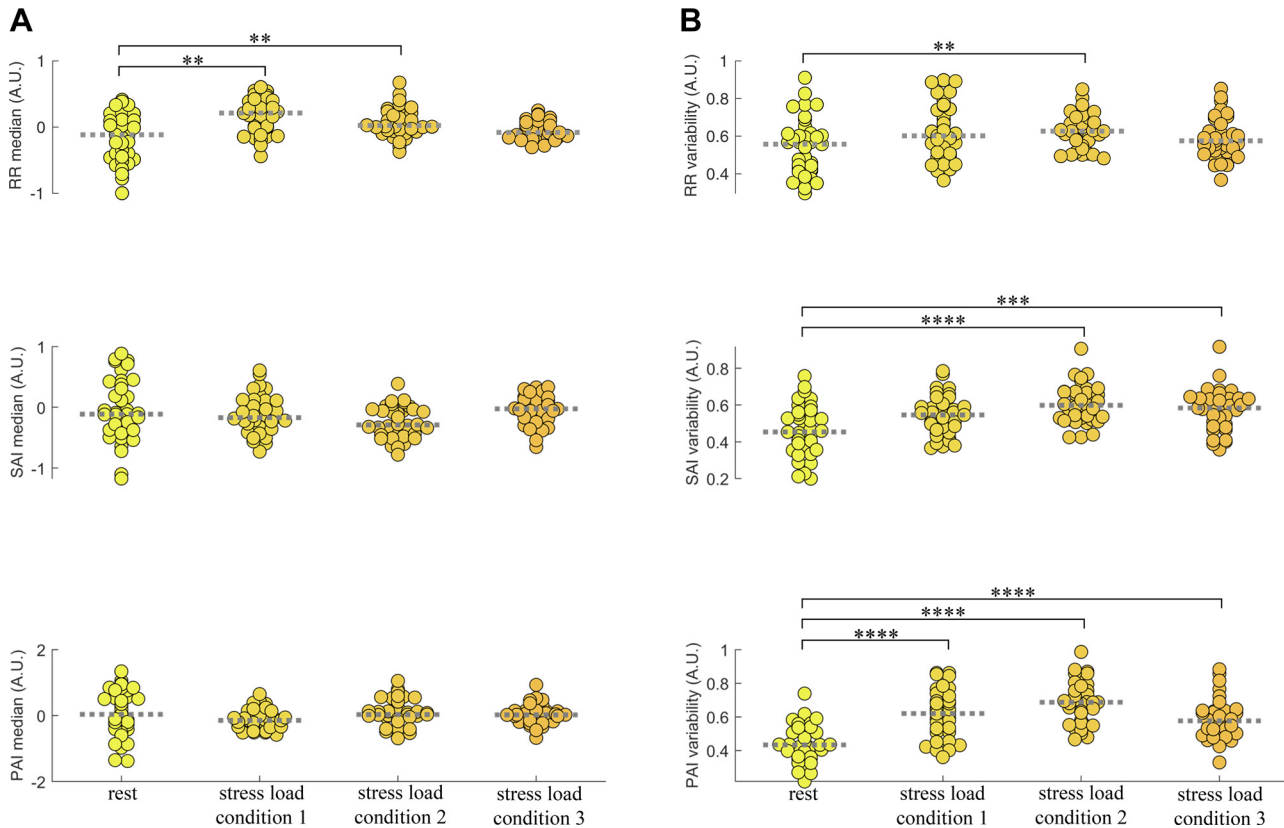 A
B
**
**
RR median (A.U.)
1
0
-1
**
RR variability (A.U.)
1
0.8
0.6
0.4
SAI median (A.U.)
1
0
-1
***
****
SAI variability (A.U.)
0.8
0.6
0.4
0.2
PAI median (A.U.)
2
0
-2
****
****
****
PAI variability (A.U.)
1
0.8
0.6
0.4
rest
stress load
condition 1
stress load
condition 2
stress load
condition 3
rest
stress load
condition 1
stress load
condition 2
stress load
condition 3